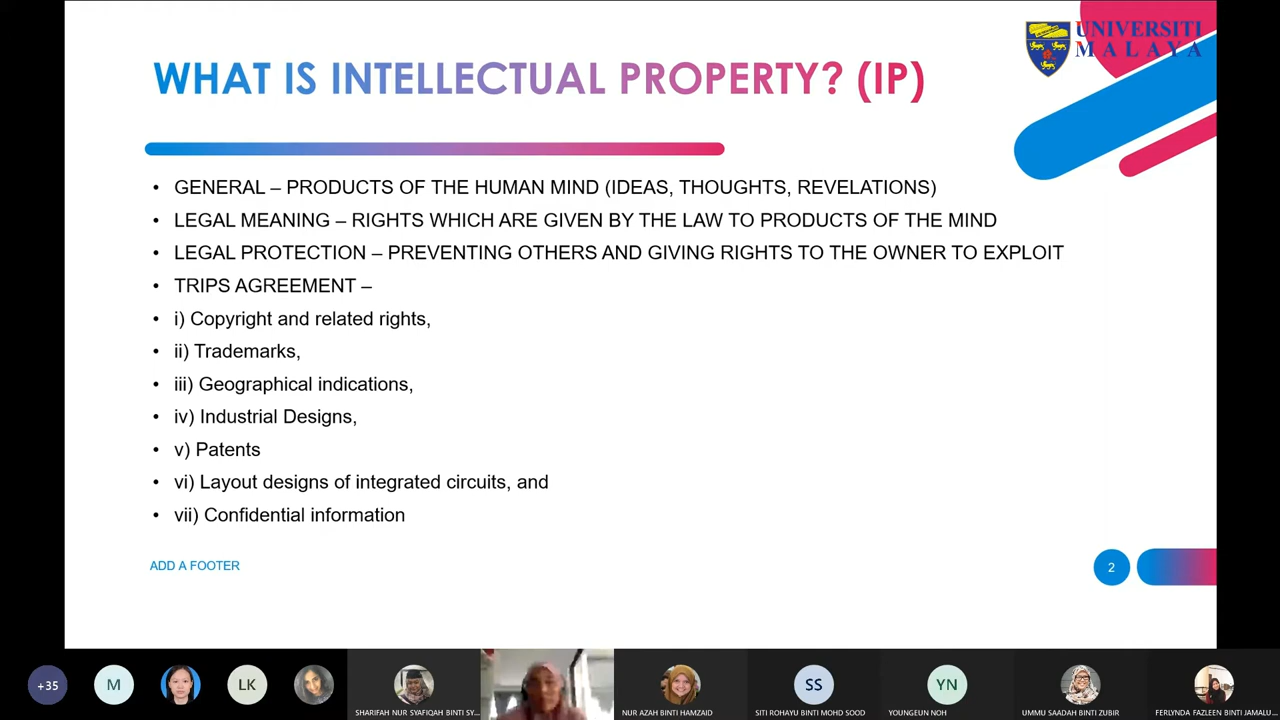 UNIVERSITI
MALAYA
WHAT IS INTELLECTUAL PROPERTY? (IP)
• GENERAL – PRODUCTS OF THE HUMAN MIND (IDEAS, THOUGHTS, REVELATIONS)
• LEGAL MEANING – RIGHTS WHICH ARE GIVEN BY THE LAW TO PRODUCTS OF THE MIND
• LEGAL PROTECTION – PREVENTING OTHERS AND GIVING RIGHTS TO THE OWNER TO EXPLOIT
• TRIPS AGREEMENT –
• i) Copyright and related rights,
• ii) Trademarks,
• iii) Geographical indications,
• iv) Industrial Designs,
• v) Patents
• vi) Layout designs of integrated circuits, and
• vii) Confidential information
ADD A FOOTER
2
+35
M
LK
SHARIFAH NUR SYAFIQAH BINTI SY...
NUR AZAH BINTI HAMZAID
SS
SITI ROHAYU BINTI MOHD SOOD
YN
YOUNGEUN NOH
UMMU SAADAH BINTI ZUBIR
FERLYNDA FAZLEEN BINTI JAMALU...